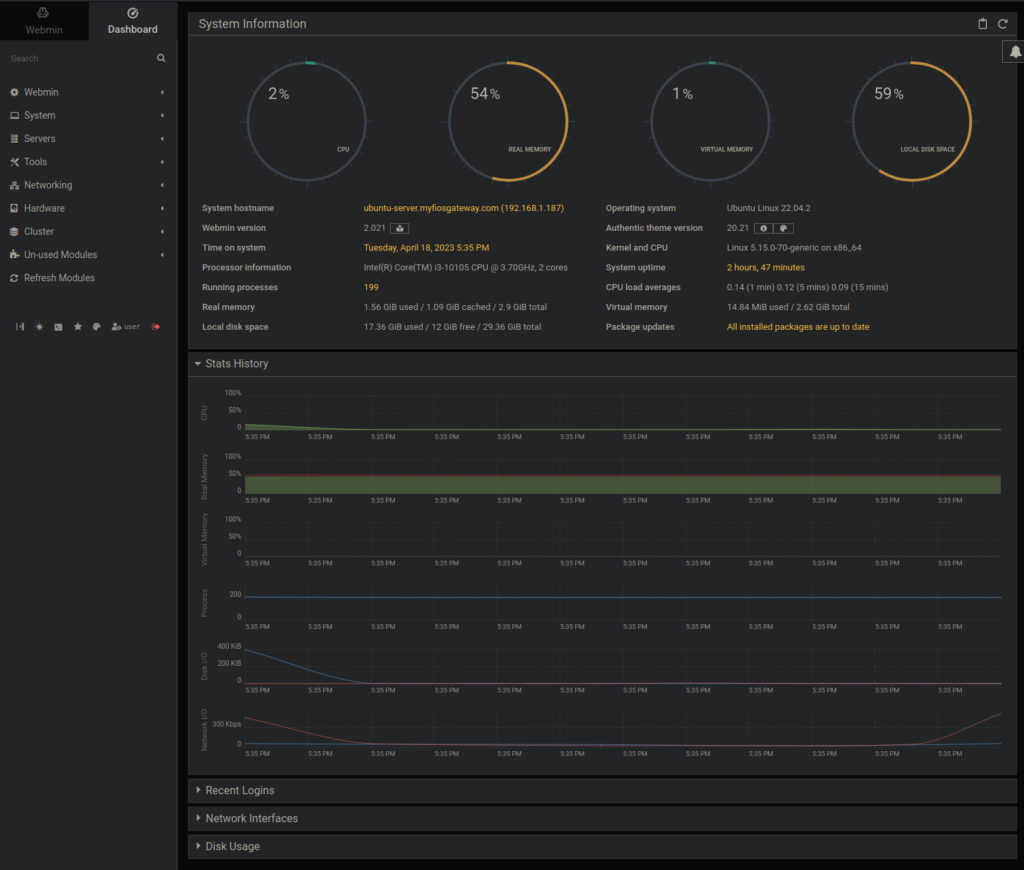 Webmin
Dashboard
Search
Webmin
System
Servers
Tools
Networking
Hardware
Cluster
Un-used Modules
Refresh Modules
user
System Information
2%
CPU
54%
REAL MEMORY
1%
VIRTUAL MEMORY
59%
LOCAL DISK SPACE
System hostname ubuntu-server.myfiosgateway.com (192.168.1.187) Operating system Ubuntu Linux 22.04.2
Webmin version 2.021 Authentic theme version 20.21
Time on system Tuesday, April 18, 2023 5:35 PM Kernel and CPU Linux 5.15.0-70-generic on x86_64
Processor information Intel(R) Core(TM) i3-10105 CPU @ 3.70GHz, 2 cores System uptime 2 hours, 47 minutes
Running processes 199 CPU load averages 0.14 (1 min) 0.12 (5 mins) 0.09 (15 mins)
Real memory 1.56 GiB used / 1.09 GiB cached / 2.9 GiB total Virtual memory 14.84 MiB used / 2.62 GiB total
Local disk space 17.36 GiB used / 12 GiB free / 29.36 GiB total Package updates All installed packages are up to date
Stats History
CPU
100%
50%
0
5:35 PM 5:35 PM 5:35 PM 5:35 PM 5:35 PM 5:35 PM 5:35 PM 5:35 PM 5:35 PM 5:35 PM 5:35 PM 5:35 PM
Real Memory
100%
50%
0
5:35 PM 5:35 PM 5:35 PM 5:35 PM 5:35 PM 5:35 PM 5:35 PM 5:35 PM 5:35 PM 5:35 PM 5:35 PM 5:35 PM
Virtual Memory
100%
50%
0
5:35 PM 5:35 PM 5:35 PM 5:35 PM 5:35 PM 5:35 PM 5:35 PM 5:35 PM 5:35 PM 5:35 PM 5:35 PM 5:35 PM
Process
200
0
5:35 PM 5:35 PM 5:35 PM 5:35 PM 5:35 PM 5:35 PM 5:35 PM 5:35 PM 5:35 PM 5:35 PM 5:35 PM 5:35 PM
Disk I/O
400 KiB
200 KiB
0
5:35 PM 5:35 PM 5:35 PM 5:35 PM 5:35 PM 5:35 PM 5:35 PM 5:35 PM 5:35 PM 5:35 PM 5:35 PM 5:35 PM
Network I/O
300 Kbps
0
5:35 PM 5:35 PM 5:35 PM 5:35 PM 5:35 PM 5:35 PM 5:35 PM 5:35 PM 5:35 PM 5:35 PM 5:35 PM 5:35 PM
Recent Logins
Network Interfaces
Disk Usage